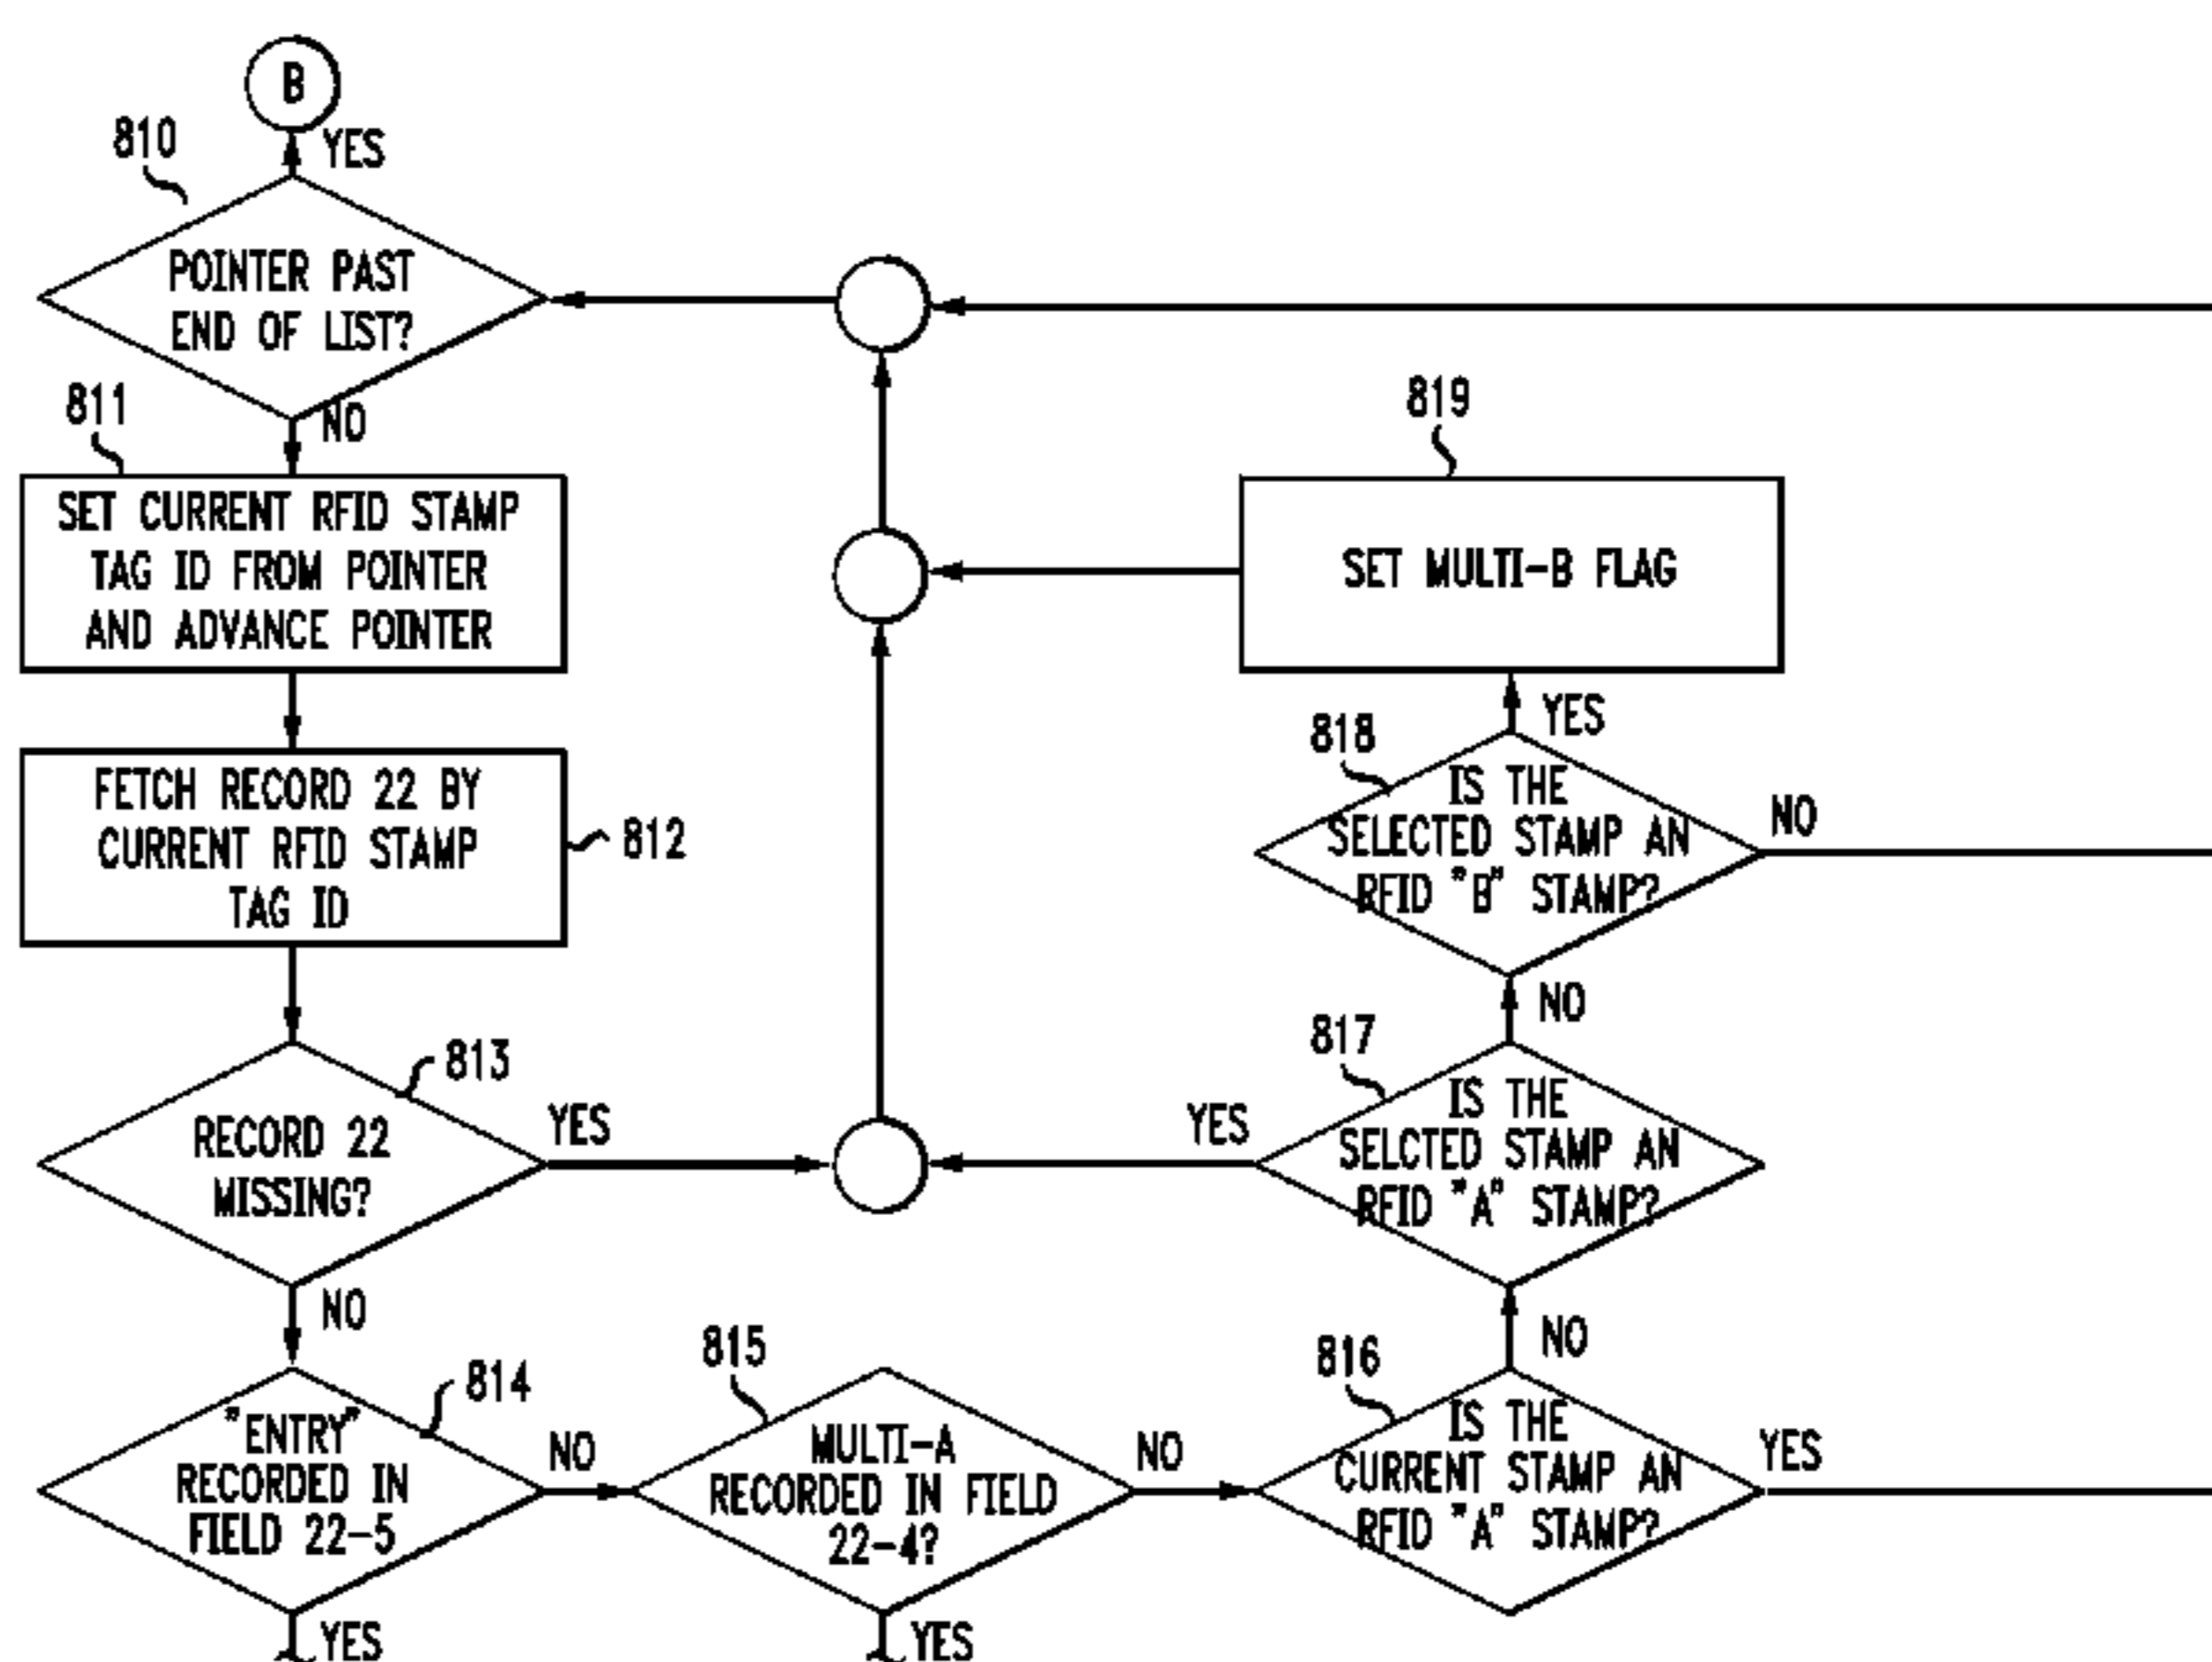 B
YES
810
POINTER PAST
END OF LIST?
NO
811
SET CURRENT RFID STAMP
TAG ID FROM POINTER
AND ADVANCE POINTER
FETCH RECORD 22 BY
CURRENT RFID STAMP
TAG ID
812
813
RECORD 22
MISSING?
YES
NO
814
"ENTRY"
RECORDED IN
FIELD 22-5
NO
YES
815
MULTI-A
RECORDED IN FIELD
22-4?
NO
YES
816
IS THE
CURRENT STAMP AN
RFID "A" STAMP?
YES
NO
817
IS THE
SELCTED STAMP AN
RFID "A" STAMP?
YES
NO
818
IS THE
SELECTED STAMP AN
RFID "B" STAMP?
NO
YES
819
SET MULTI-B FLAG